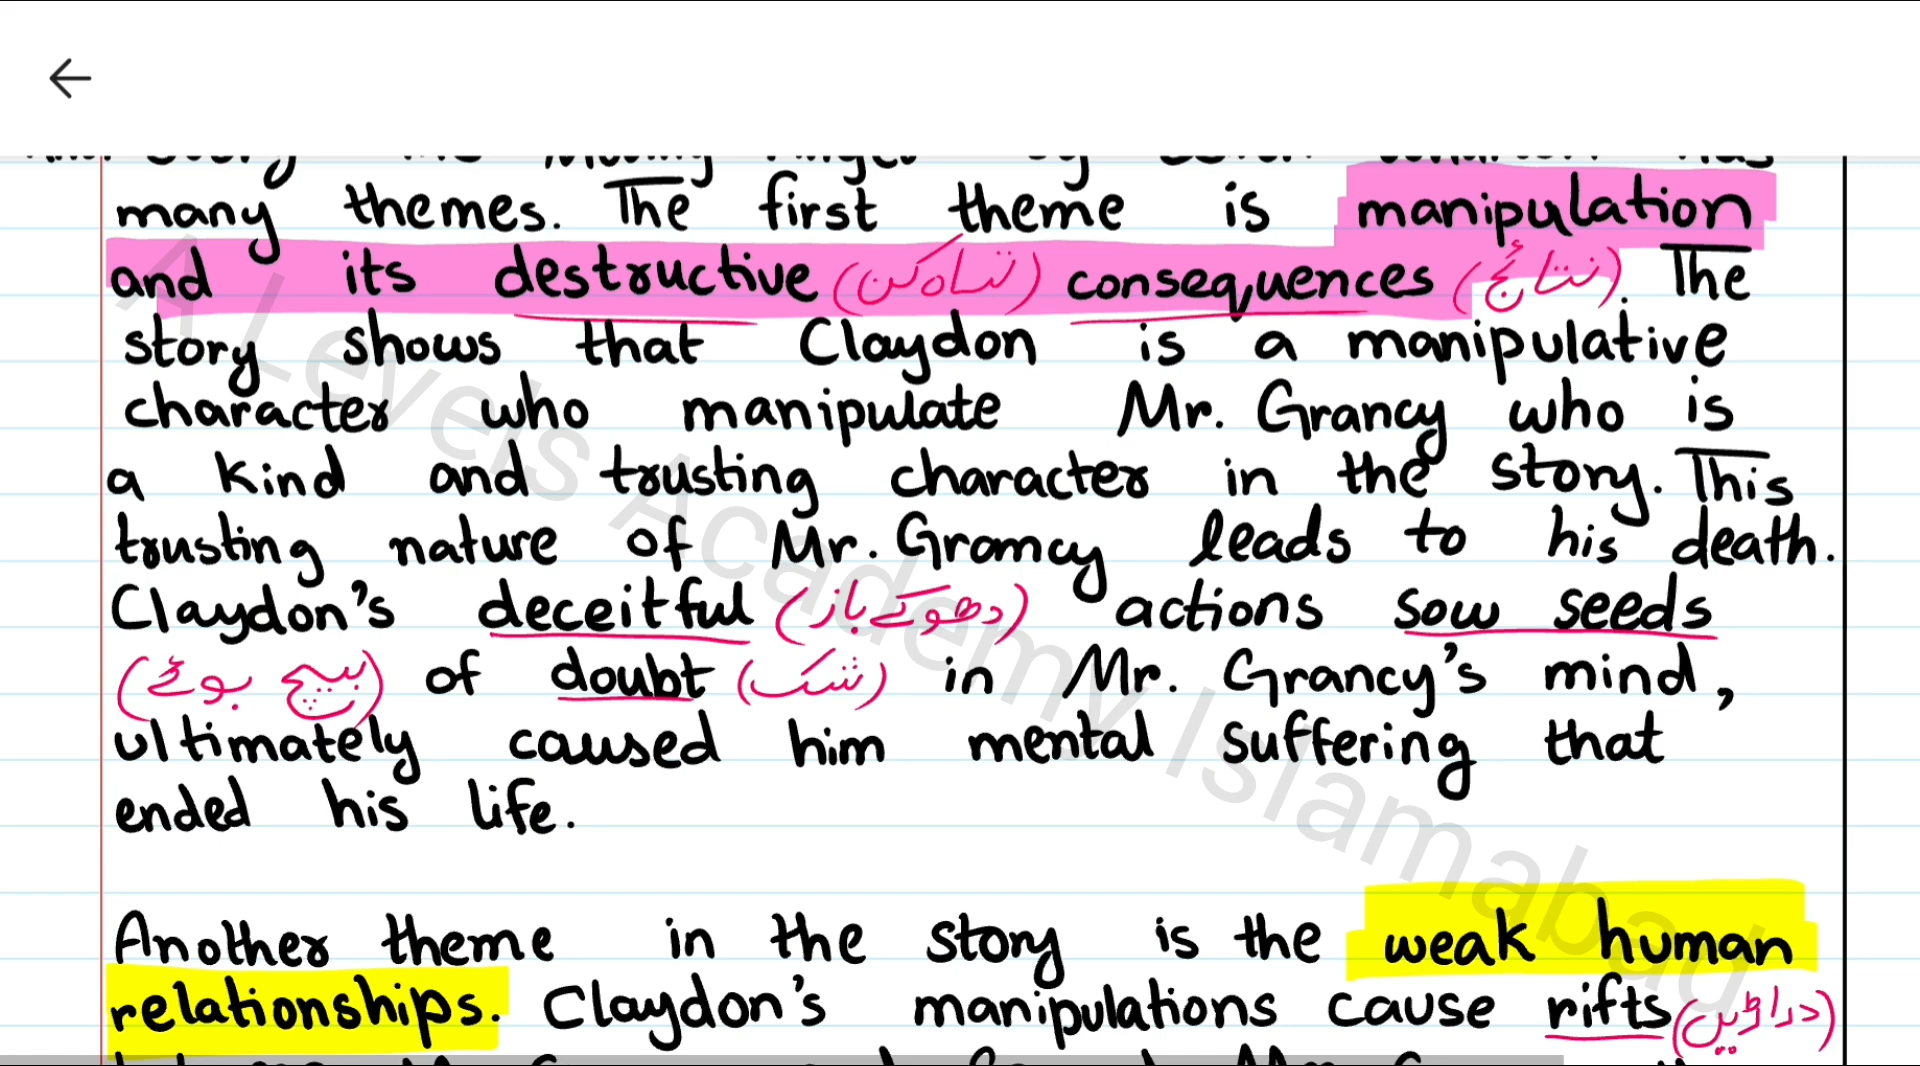 many themes. The first theme is manipulation
and its destructive (تباہ کن) consequences (نتائج). The
story shows that Claydon is a manipulative
character who manipulate Mr. Grancy who is
a kind and trusting character in the story. This
trusting nature of Mr. Grancy leads to his death.
Claydon's deceitful (دھوکے باز) actions sow seeds
(بیج بوئے) of doubt (شک) in Mr. Grancy's mind,
ultimately caused him mental suffering that
ended his life.
Another theme in the story is the weak human
relationships. Claydon's manipulations cause rifts (دراڑیں)
A Levels Academy Islamabad